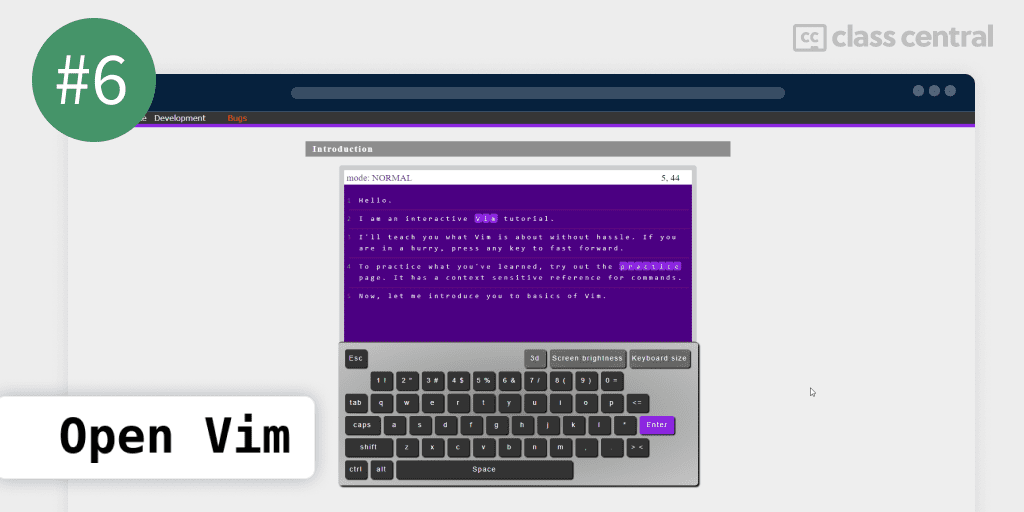 #6
cc class central
e Development Bugs
Introduction
mode: NORMAL 5, 44
1 Hello.
2 I am an interactive Vim tutorial.
3 I'll teach you what Vim is about without hassle. If you
are in a hurry, press any key to fast forward.
4 To practice what you've learned, try out the practice
page. It has a context sensitive reference for commands.
5 Now, let me introduce you to basics of Vim.
Esc 3d Screen brightness Keyboard size
1 ! 2 " 3 # 4 $ 5 % 6 & 7 / 8 ( 9 ) 0 =
tab q w e r t y u i o p <=
caps a s d f g h j k l * Enter
shift z x c v b n m , . > <
ctrl alt Space
Open Vim